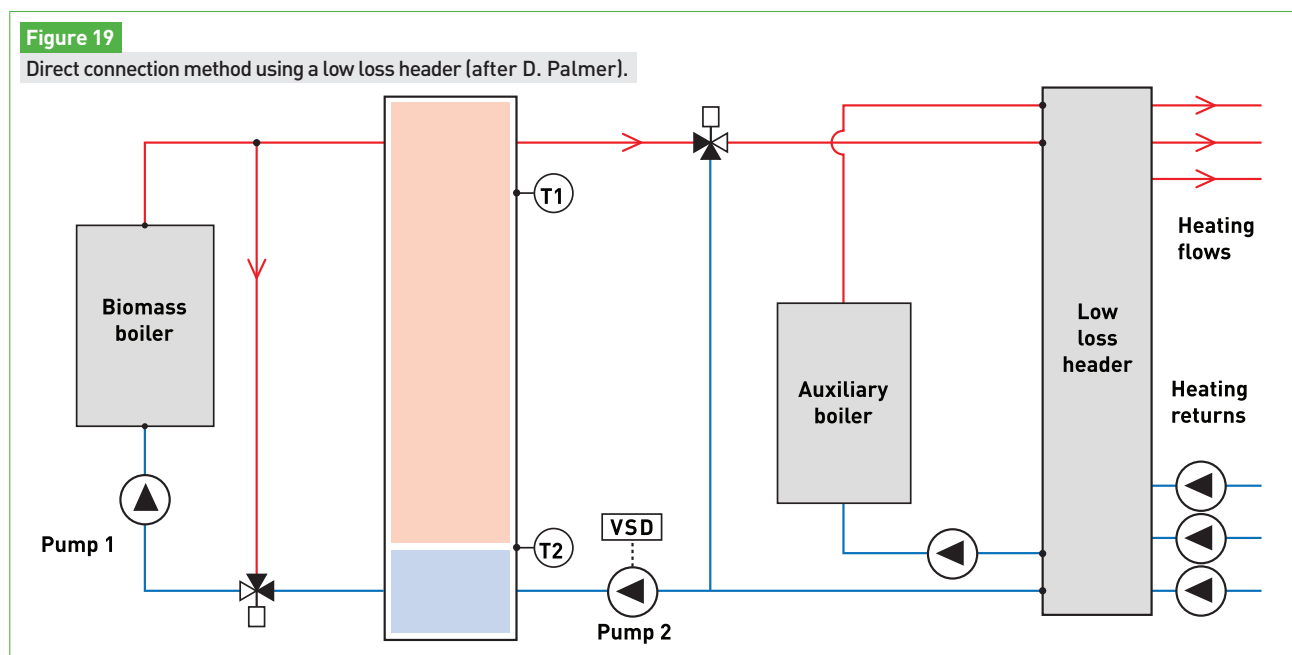 Figure 19
Direct connection method using a low loss header (after D. Palmer).
T1
Heating
flows
Biomass
boiler
Low
loss
header
Auxiliary
boiler
Heating
returns
VSD
Pump 1
T2
Pump 2